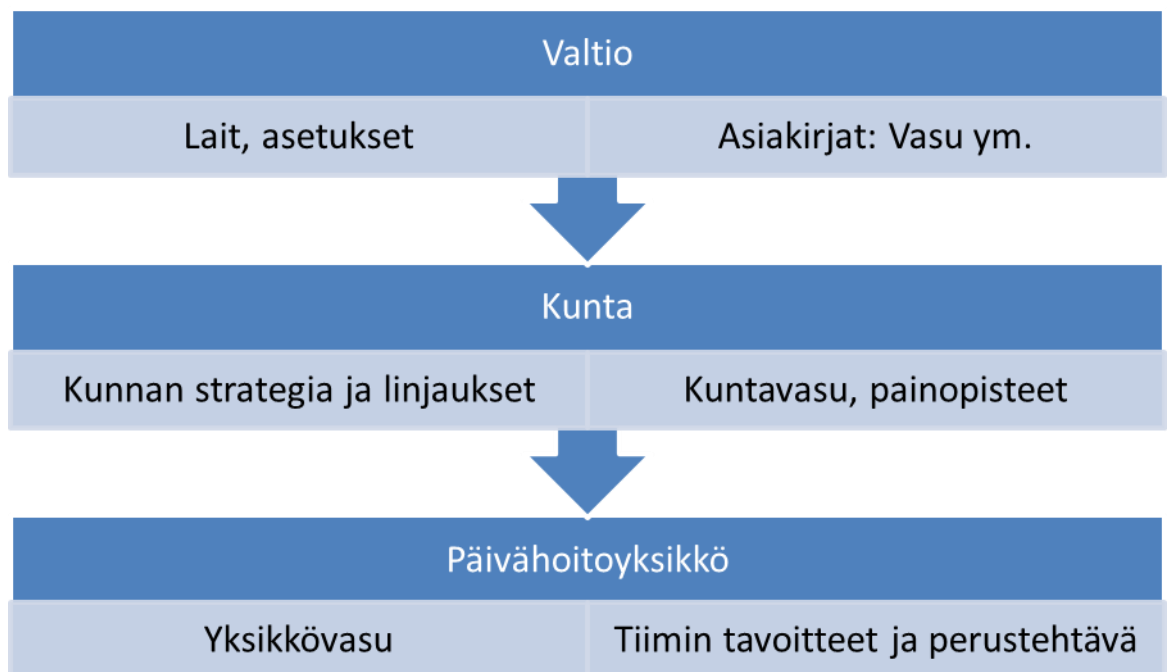 Valtio
Lait, asetukset
Asiakirjat: Vasu ym.
Kunta
Kunnan strategia ja linjaukset
Kuntavasu, painopisteet
Päivähoitoyksikkö
Yksikkövasu
Tiimin tavoitteet ja perustehtävä